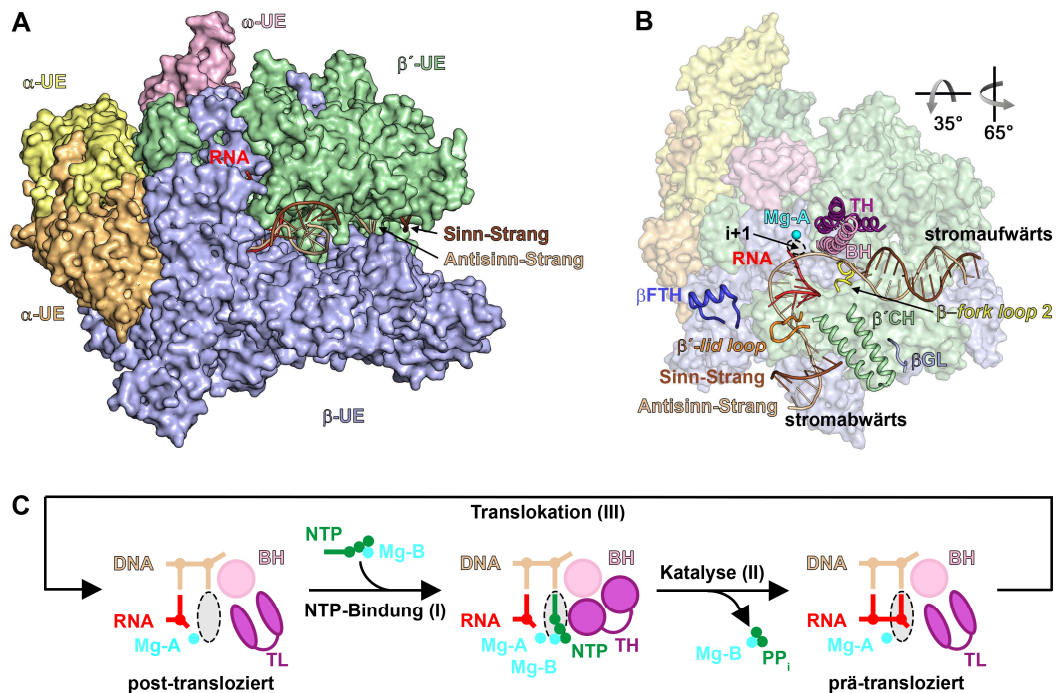 A
ω-UE
β´-UE
α-UE
RNA
Sinn-Strang
Antisinn-Strang
α-UE
β-UE
B
35°
65°
Mg-A
TH
i+1
BH
stromaufwärts
RNA
βFTH
β–fork loop 2
β´CH
β´-lid loop
βGL
Sinn-Strang
Antisinn-Strang
stromabwärts
C
Translokation (III)
NTP
Mg-B
DNA
BH
NTP-Bindung (I)
RNA
Mg-A
TL
post-transloziert
DNA
BH
RNA
Mg-A
Mg-B
NTP
TH
Katalyse (II)
Mg-B
PPi
DNA
BH
RNA
Mg-A
TL
prä-transloziert